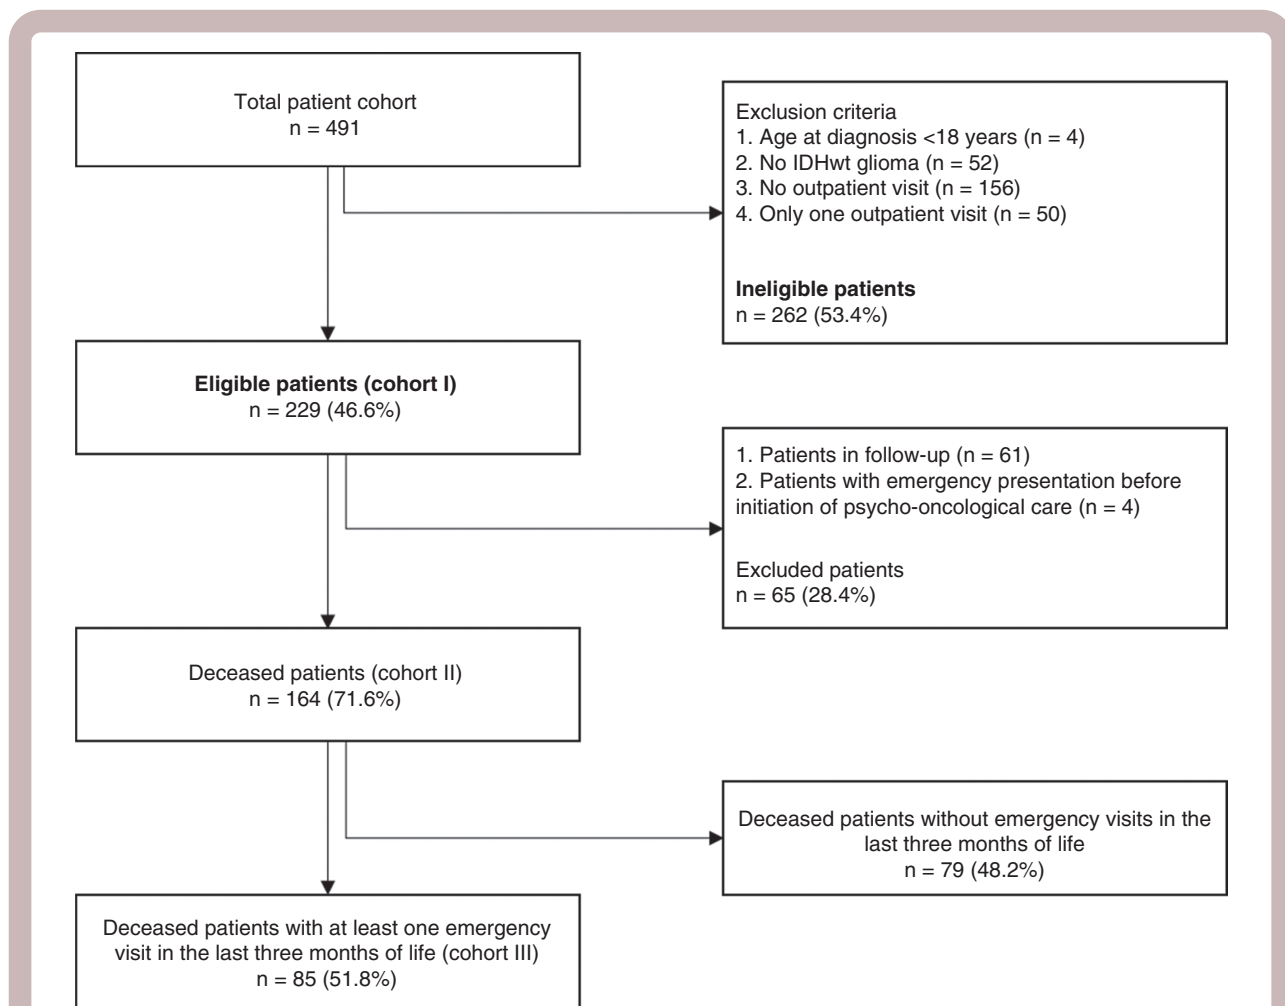 Total patient cohort
n = 491
Exclusion criteria
1. Age at diagnosis <18 years (n = 4)
2. No IDHwt glioma (n = 52)
3. No outpatient visit (n = 156)
4. Only one outpatient visit (n = 50)
Ineligible patients
n = 262 (53.4%)
Eligible patients (cohort I)
n = 229 (46.6%)
1. Patients in follow-up (n = 61)
2. Patients with emergency presentation before
initiation of psycho-oncological care (n = 4)
Excluded patients
n = 65 (28.4%)
Deceased patients (cohort II)
n = 164 (71.6%)
Deceased patients without emergency visits in the
last three months of life
n = 79 (48.2%)
Deceased patients with at least one emergency
visit in the last three months of life (cohort III)
n = 85 (51.8%)